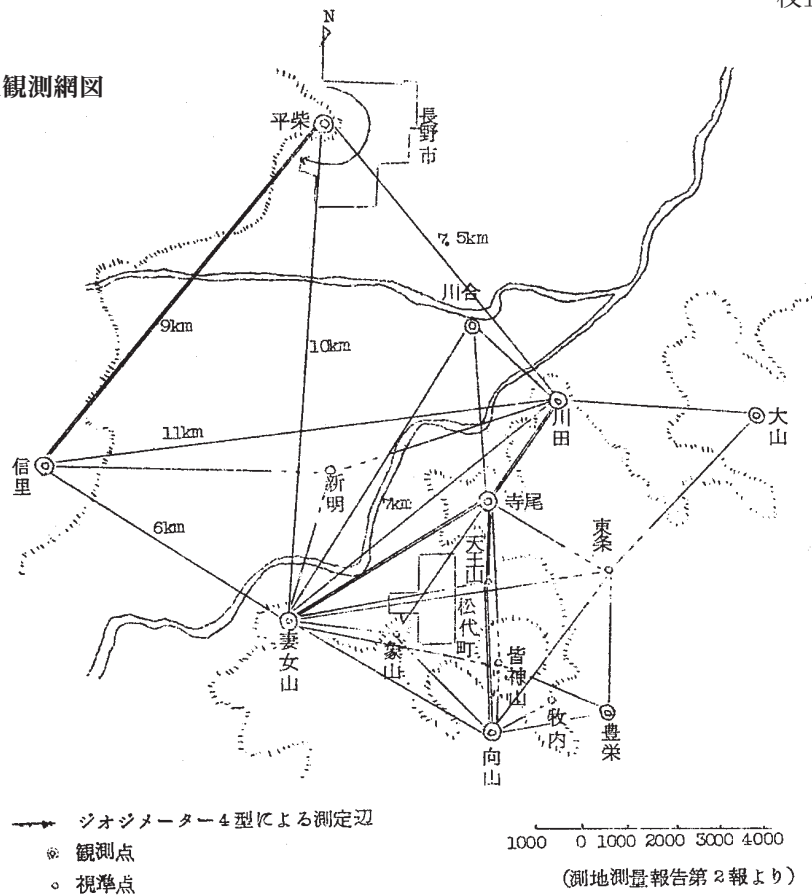 観測網図
N
平柴
長野市
7.5km
川合
9km
10km
川田
大山
11km
信里
新明
7km
寺尾
6km
東条
天王山
松代町
妻女山
象山
皆神山
牧内
豊栄
向山
ジオジメーター4型による測定辺
観測点
視準点
1000 0 1000 2000 3000 4000
(測地測量報告第2報より)